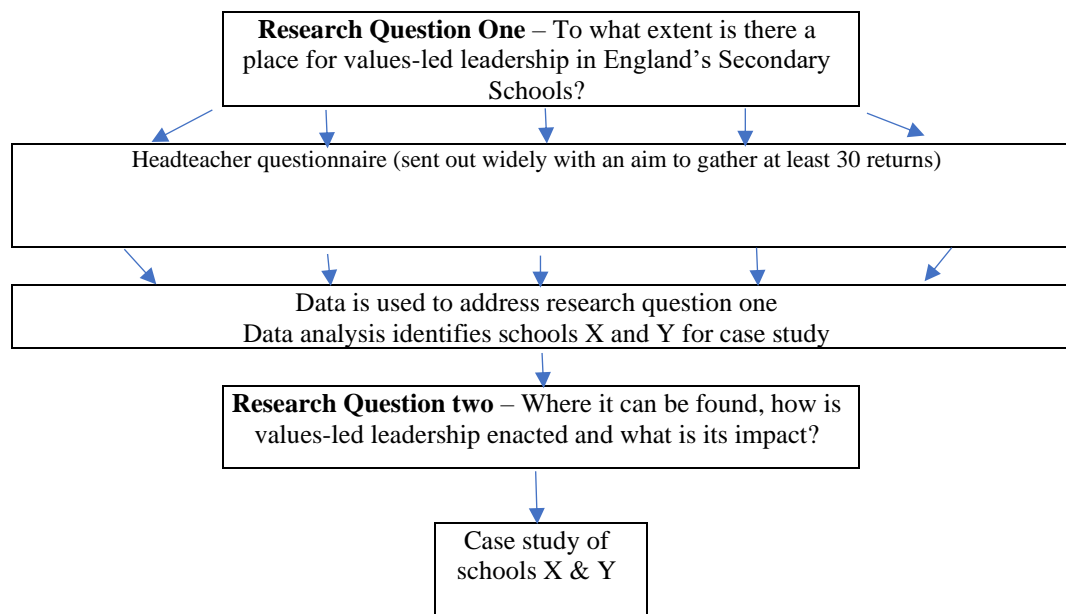 Research Question One – To what extent is there a
place for values-led leadership in England’s Secondary
Schools?
Headteacher questionnaire (sent out widely with an aim to gather at least 30 returns)
Data is used to address research question one
Data analysis identifies schools X and Y for case study
Research Question two – Where it can be found, how is
values-led leadership enacted and what is its impact?
Case study of
schools X & Y